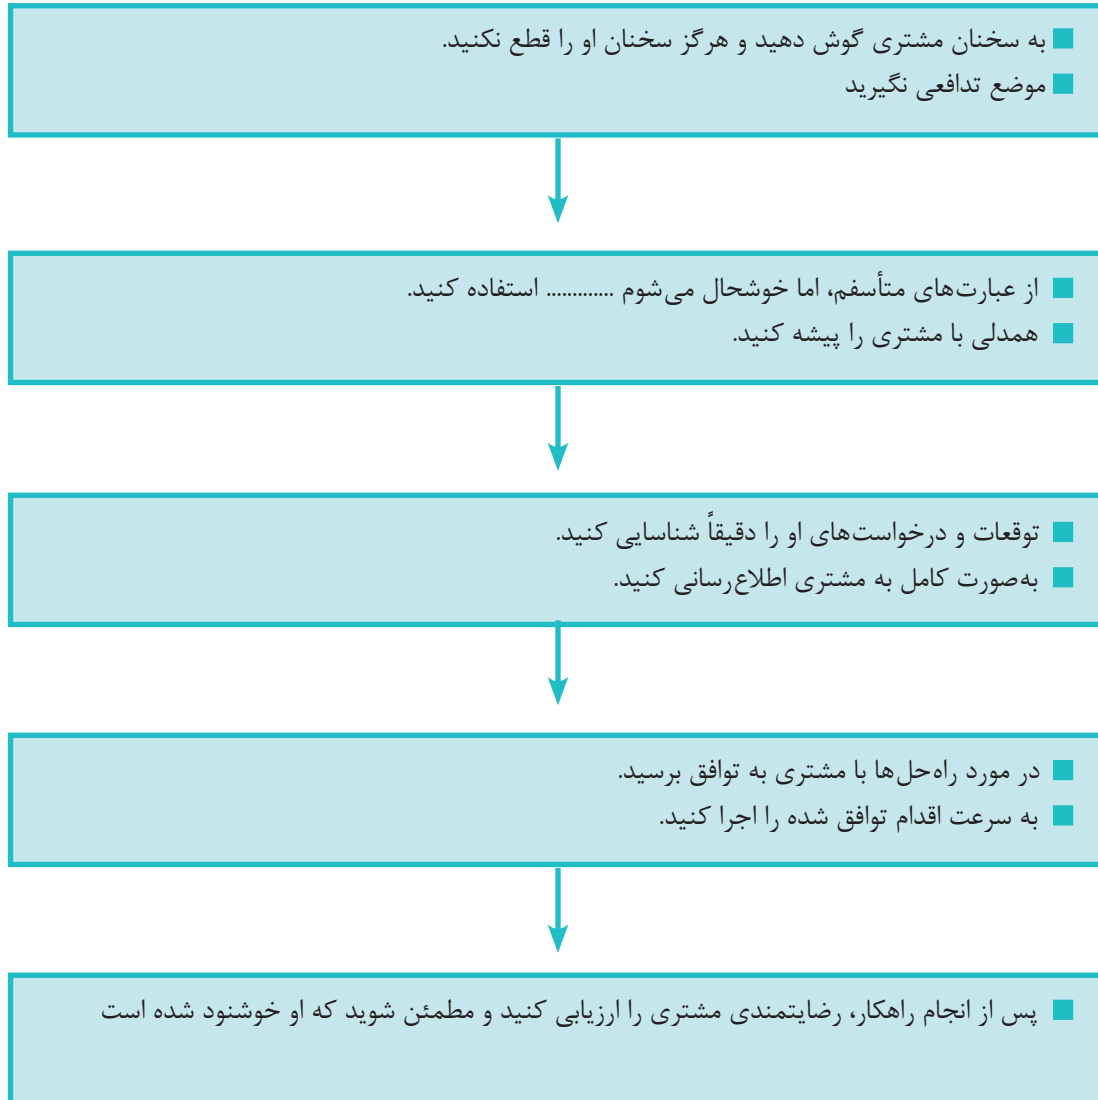 ■ به سخنان مشتری گوش دهید و هرگز سخنان او را قطع نکنید.
■ موضع تدافعی نگیرید
■ از عبارت‌های متأسفم، اما خوشحال می‌شوم ............. استفاده کنید.
■ همدلی با مشتری را پیشه کنید.
■ توقعات و درخواست‌های او را دقیقاً شناسایی کنید.
■ به‌صورت کامل به مشتری اطلاع‌رسانی کنید.
■ در مورد راه‌حل‌ها با مشتری به توافق برسید.
■ به سرعت اقدام توافق شده را اجرا کنید.
■ پس از انجام راهکار، رضایتمندی مشتری را ارزیابی کنید و مطمئن شوید که او خوشنود شده است